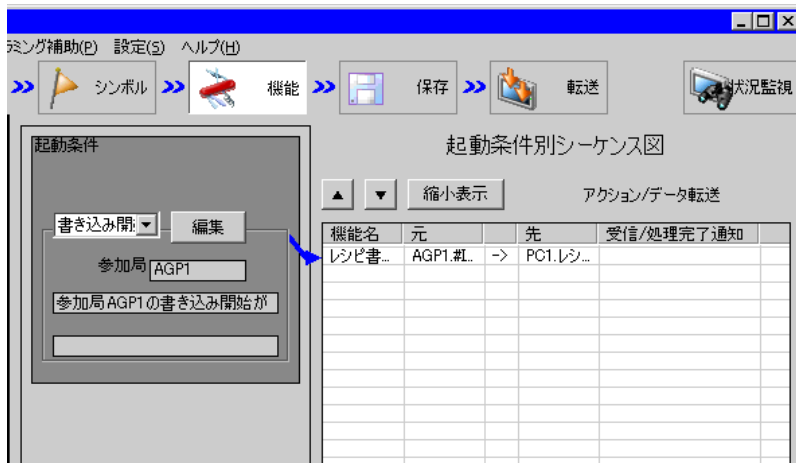 ラミング補助(P) 設定(S) ヘルプ(H)
シンボル 機能 保存 転送 状況監視
起動条件
起動条件別シーケンス図
縮小表示 アクション/データ転送
書き込み開 編集
機能名 元 先 受信/処理完了通知
レシピ書... AGP1.#I.. -> PC1.レシ...
参加局 AGP1
参加局AGP1の書き込み開始が